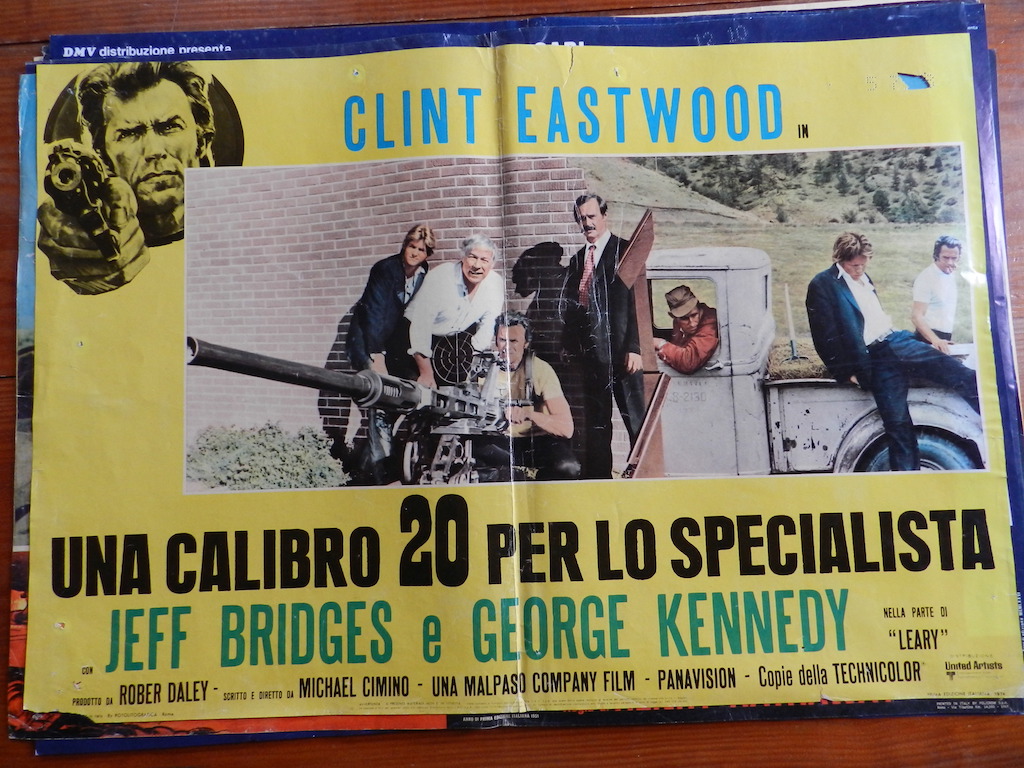 DMV distribuzione presenta
CLINT EASTWOOD IN
UNA CALIBRO 20 PER LO SPECIALISTA
CON JEFF BRIDGES e GEORGE KENNEDY NELLA PARTE DI
"LEARY"
United Artists
PRODOTTO DA ROBER DALEY - SCRITTO E DIRETTO DA MICHAEL CIMINO - UNA MALPASO COMPANY FILM - PANAVISION - Copie della TECHNICOLOR